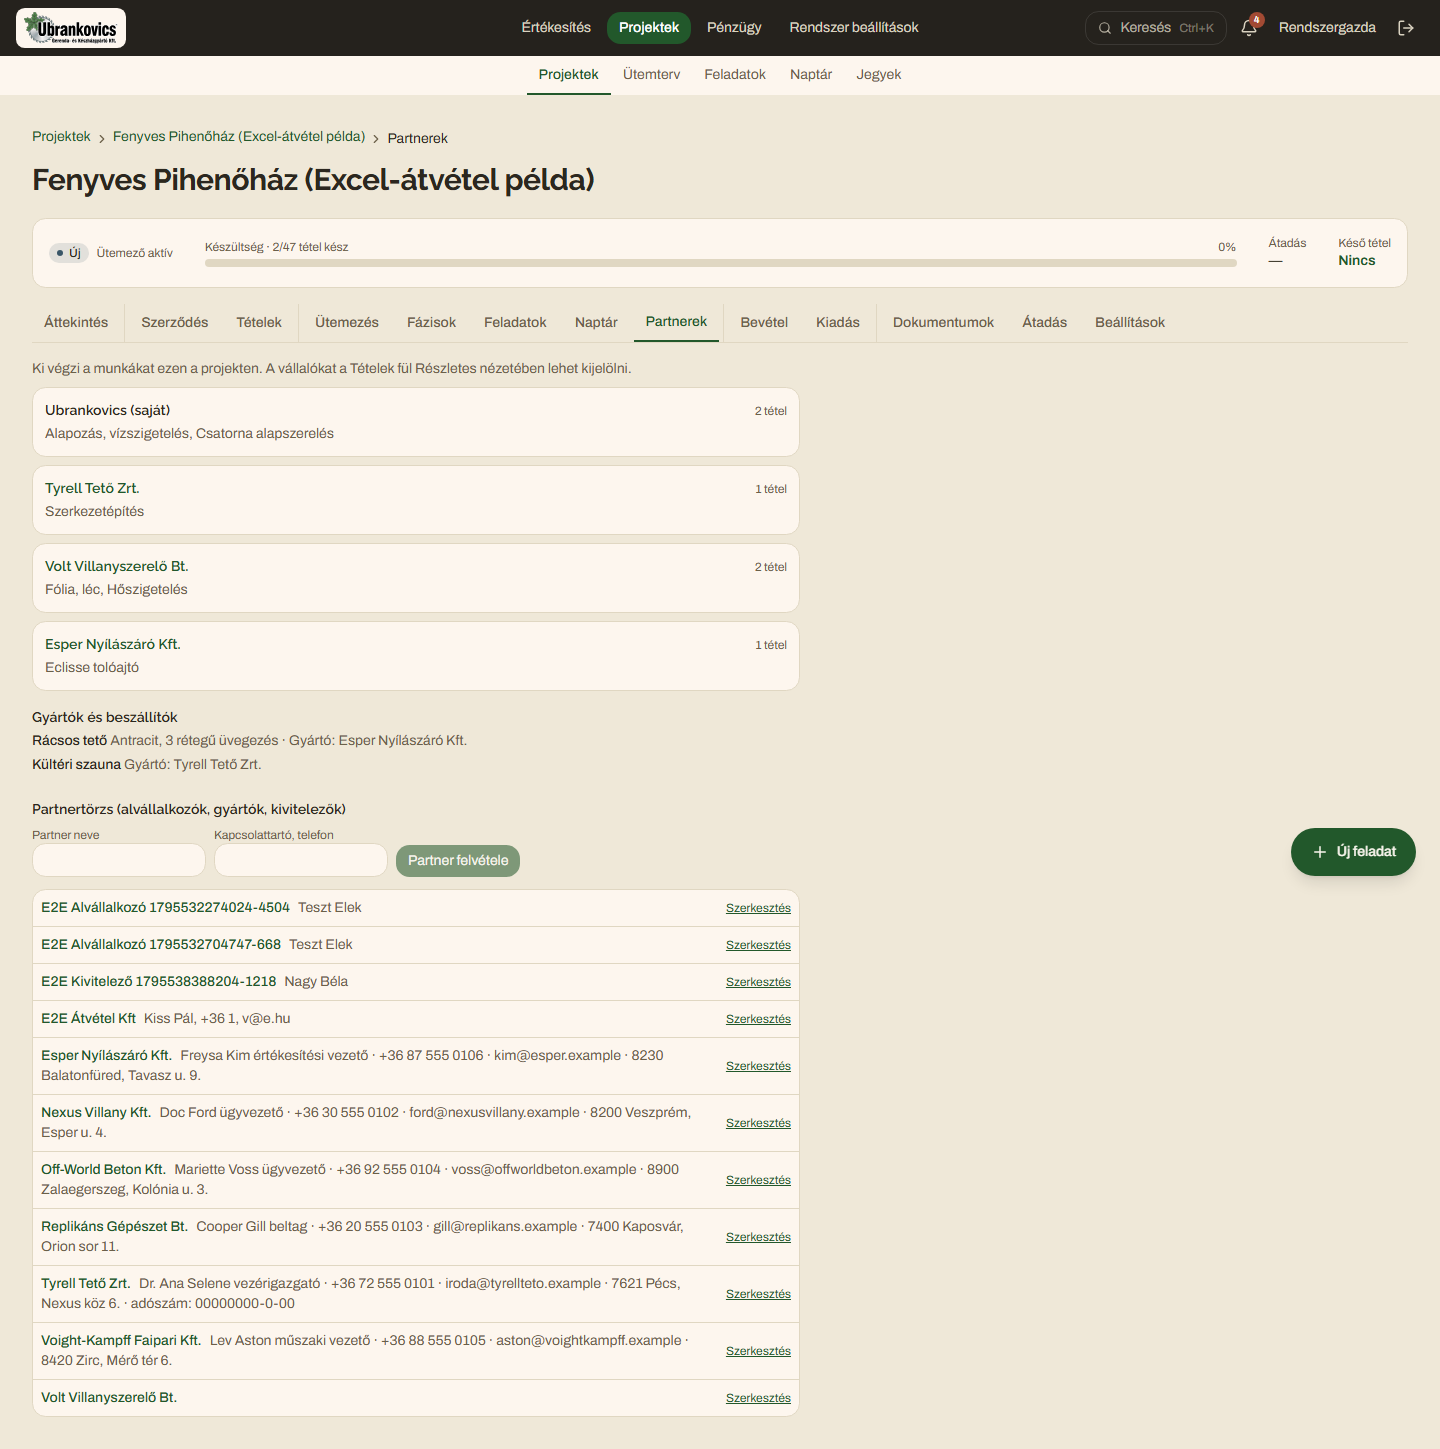 Ubrankovics
Gerenda- és Készházgyártó Kft.
Értékesítés
Projektek
Pénzügy
Rendszer beállítások
Keresés Ctrl+K
4
Rendszergazda
Projektek
Ütemterv
Feladatok
Naptár
Jegyek
Projektek > Fenyves Pihenőház (Excel-átvétel példa) > Partnerek
Fenyves Pihenőház (Excel-átvétel példa)
Új
Ütemező aktív
Készültség · 2/47 tétel kész
0%
Átadás
—
Késő tétel
Nincs
Áttekintés
Szerződés
Tételek
Ütemezés
Fázisok
Feladatok
Naptár
Partnerek
Bevétel
Kiadás
Dokumentumok
Átadás
Beállítások
Ki végzi a munkákat ezen a projekten. A vállalókat a Tételek fül Részletes nézetében lehet kijelölni.
Ubrankovics (saját)
2 tétel
Alapozás, vízszigetelés, Csatorna alapszerelés
Tyrell Tető Zrt.
1 tétel
Szerkezetépítés
Volt Villanyszerelő Bt.
2 tétel
Fólia, léc, Hőszigetelés
Esper Nyílászáró Kft.
1 tétel
Eclisse tolóajtó
Gyártók és beszállítók
Rácsos tető Antracit, 3 rétegű üvegezés · Gyártó: Esper Nyílászáró Kft.
Kültéri szauna Gyártó: Tyrell Tető Zrt.
Partnertörzs (alvállalkozók, gyártók, kivitelezők)
Partner neve
Kapcsolattartó, telefon
Partner felvétele
Új feladat
E2E Alvállalkozó 1795532274024-4504 Teszt Elek
Szerkesztés
E2E Alvállalkozó 1795532704747-668 Teszt Elek
Szerkesztés
E2E Kivitelező 1795538388204-1218 Nagy Béla
Szerkesztés
E2E Átvétel Kft Kiss Pál, +36 1, v@e.hu
Szerkesztés
Esper Nyílászáró Kft. Freysa Kim értékesítési vezető · +36 87 555 0106 · kim@esper.example · 8230
Balatonfüred, Tavasz u. 9.
Szerkesztés
Nexus Villany Kft. Doc Ford ügyvezető · +36 30 555 0102 · ford@nexusvillany.example · 8200 Veszprém,
Esper u. 4.
Szerkesztés
Off-World Beton Kft. Mariette Voss ügyvezető · +36 92 555 0104 · voss@offworldbeton.example · 8900
Zalaegerszeg, Kolónia u. 3.
Szerkesztés
Replikáns Gépészet Bt. Cooper Gill beltag · +36 20 555 0103 · gill@replikans.example · 7400 Kaposvár,
Orion sor 11.
Szerkesztés
Tyrell Tető Zrt. Dr. Ana Selene vezérigazgató · +36 72 555 0101 · iroda@tyrellteto.example · 7621 Pécs,
Nexus köz 6. · adószám: 00000000-0-00
Szerkesztés
Voight-Kampff Faipari Kft. Lev Aston műszaki vezető · +36 88 555 0105 · aston@voightkampff.example ·
8420 Zirc, Mérő tér 6.
Szerkesztés
Volt Villanyszerelő Bt.
Szerkesztés